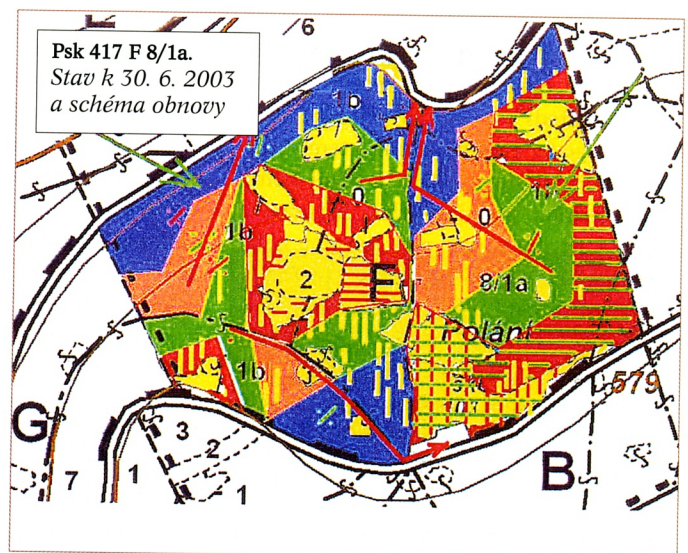 Psk 417 F 8/1a.
Stav k 30. 6. 2003
a schéma obnovy
/6
1b
0
1b
0
2
E
8/1a
Polání
1b
579
G
3
2
7
1
1
B